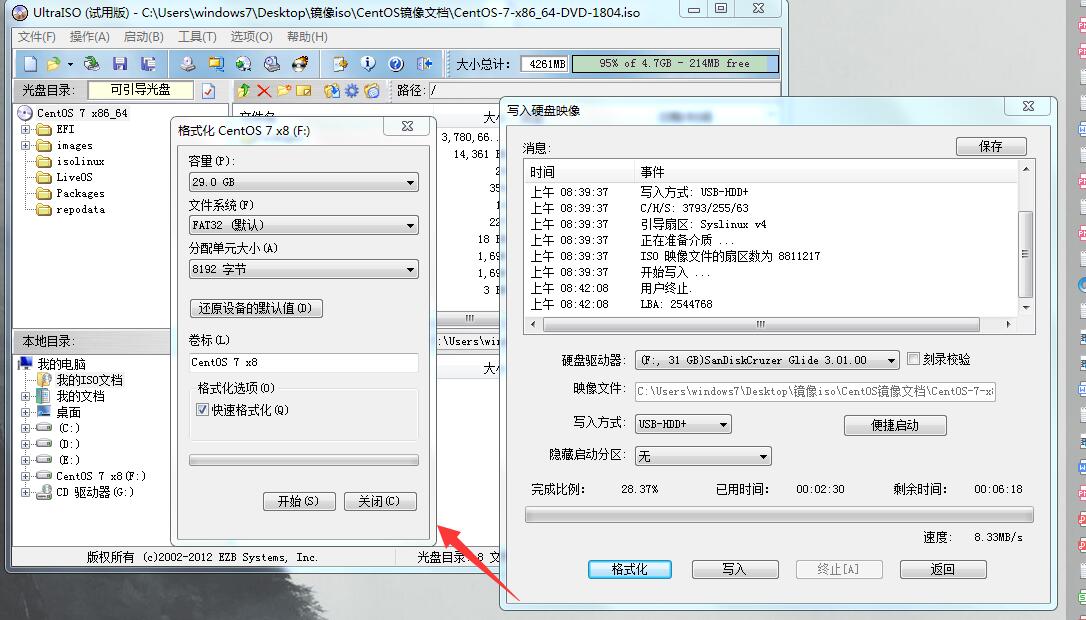 UltraISO (试用版) - C:\Users\windows7\Desktop\镜像iso\CentOS镜像文档\CentOS-7-x86_64-DVD-1804.iso
文件(F) 操作(A) 启动(B) 工具(T) 选项(O) 帮助(H)
大小总计: 4261MB 95% of 4.7GB - 214MB free
光盘目录: 可引导光盘 路径: /
CentOS 7 x86_64
EFI
images
isolinux
LiveOS
Packages
repodata
文件名
大小
3,780,66..
14,361 B
2
35
1,
22
18 B
1,69
1,69
3 B
本地目录:
:\Users\win
我的电脑
我的ISO文档
我的文档
桌面
(C:)
(D:)
(E:)
CentOS 7 x8(F:)
CD 驱动器(G:)
版权所有 (c)2002-2012 EZB Systems, Inc.
光盘目录: 8 文
格式化 CentOS 7 x8 (F:)
容量(P):
29.0 GB
文件系统(F)
FAT32 (默认)
分配单元大小(A)
8192 字节
还原设备的默认值(D)
卷标(L)
CentOS 7 x8
格式化选项(O)
快速格式化(Q)
开始(S) 关闭(C)
写入硬盘映像
消息:
保存
时间 事件
上午 08:39:37 写入方式: USB-HDD+
上午 08:39:37 C/H/S: 3793/255/63
上午 08:39:37 引导扇区: Syslinux v4
上午 08:39:37 正在准备介质 ...
上午 08:39:37 ISO 映像文件的扇区数为 8811217
上午 08:39:37 开始写入 ...
上午 08:42:08 用户终止.
上午 08:42:08 LBA: 2544768
硬盘驱动器: (F:, 31 GB)SanDiskCruzer Glide 3.01.00 刻录校验
映像文件: C:\Users\windows7\Desktop\镜像iso\CentOS镜像文档\CentOS-7-x8
写入方式: USB-HDD+ 便捷启动
隐藏启动分区: 无
完成比例: 28.37% 已用时间: 00:02:30 剩余时间: 00:06:18
速度: 8.33MB/s
格式化 写入 终止[A] 返回